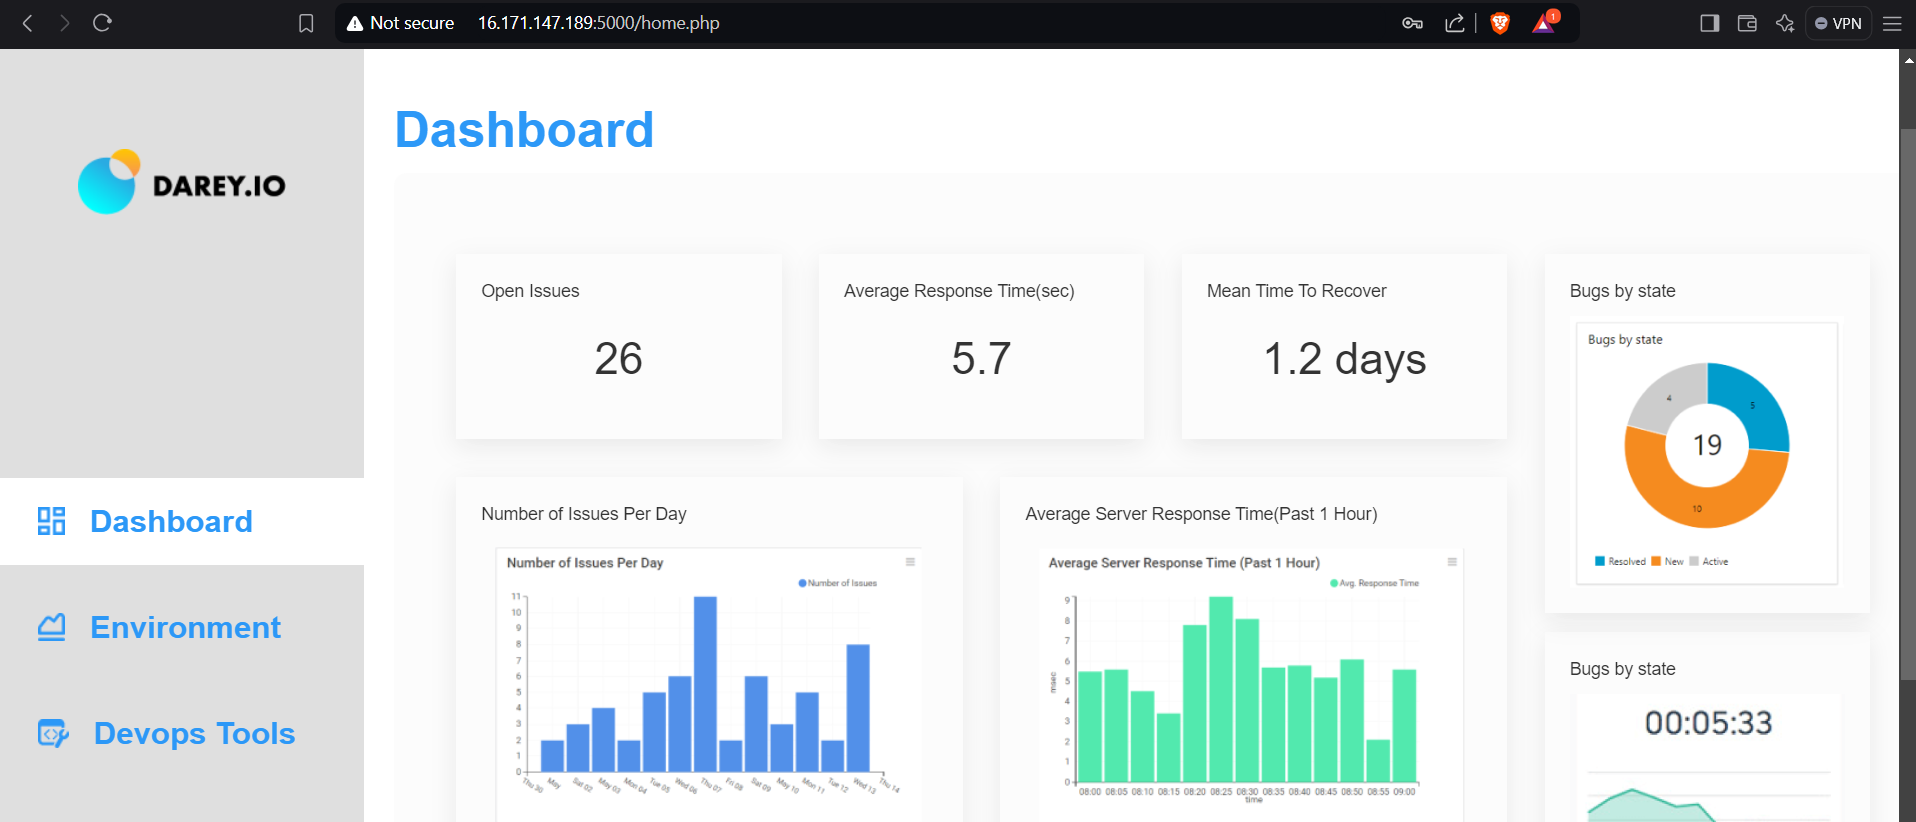 Not secure 16.171.147.189:5000/home.php
1
VPN
DAREY.IO
Dashboard
Environment
Devops Tools
Dashboard
Open Issues
26
Average Response Time(sec)
5.7
Mean Time To Recover
1.2 days
Bugs by state
Bugs by state
4
5
19
10
Resolved New Active
Number of Issues Per Day
Number of Issues Per Day
Number of Issues
11
10
9
8
7
6
5
4
3
2
1
0
Thu 30 May Sat 02 May 03 Mon 04 Tue 05 Wed 06 Thu 07 Fri 08 Sat 09 May 10 Mon 11 Tue 12 Wed 13 Thu 14
Average Server Response Time(Past 1 Hour)
Average Server Response Time (Past 1 Hour)
Avg. Response Time
9
8
7
6
5
4
3
2
1
0
msec
08:00 08:05 08:10 08:15 08:20 08:25 08:30 08:35 08:40 08:45 08:50 08:55 09:00
time
Bugs by state
00:05:33